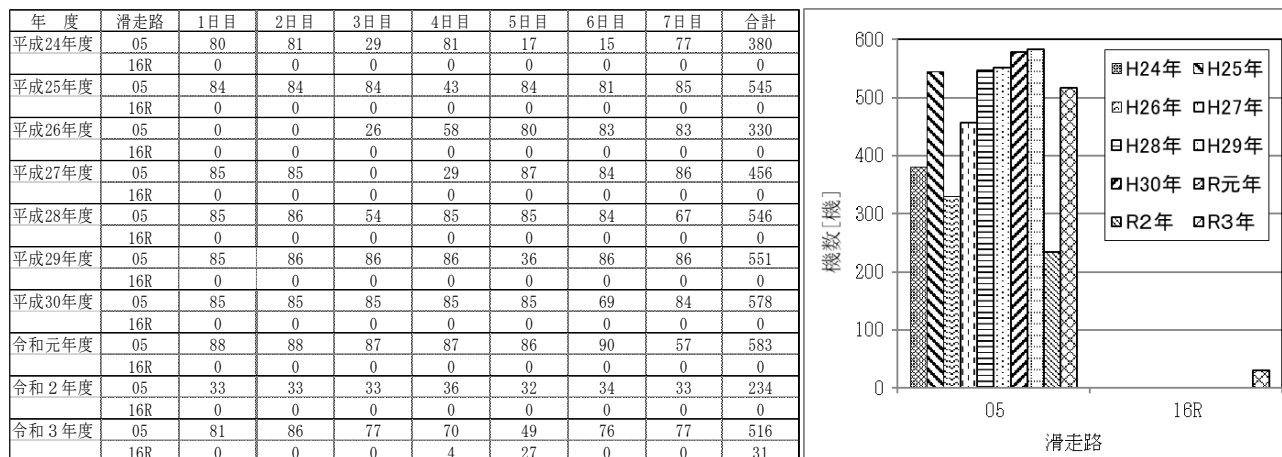 年 度 滑走路 1日目 2日目 3日目 4日目 5日目 6日目 7日目 合計
平成24年度 05 80 81 29 81 17 15 77 380
16R 0 0 0 0 0 0 0 0
平成25年度 05 84 84 84 43 84 81 85 545
16R 0 0 0 0 0 0 0 0
平成26年度 05 0 0 26 58 80 83 83 330
16R 0 0 0 0 0 0 0 0
平成27年度 05 85 85 0 29 87 84 86 456
16R 0 0 0 0 0 0 0 0
平成28年度 05 85 86 54 85 85 84 67 546
16R 0 0 0 0 0 0 0 0
平成29年度 05 85 86 86 86 36 86 86 551
16R 0 0 0 0 0 0 0 0
平成30年度 05 85 85 85 85 85 69 84 578
16R 0 0 0 0 0 0 0 0
令和元年度 05 88 88 87 87 86 90 57 583
16R 0 0 0 0 0 0 0 0
令和２年度 05 33 33 33 36 32 34 33 234
16R 0 0 0 0 0 0 0 0
令和３年度 05 81 86 77 70 49 76 77 516
16R 0 0 0 4 27 0 0 31
機数[機]
600
500
400
300
200
100
0
H24年 H25年
H26年 H27年
H28年 H29年
H30年 R元年
R2年 R3年
05 16R
滑走路